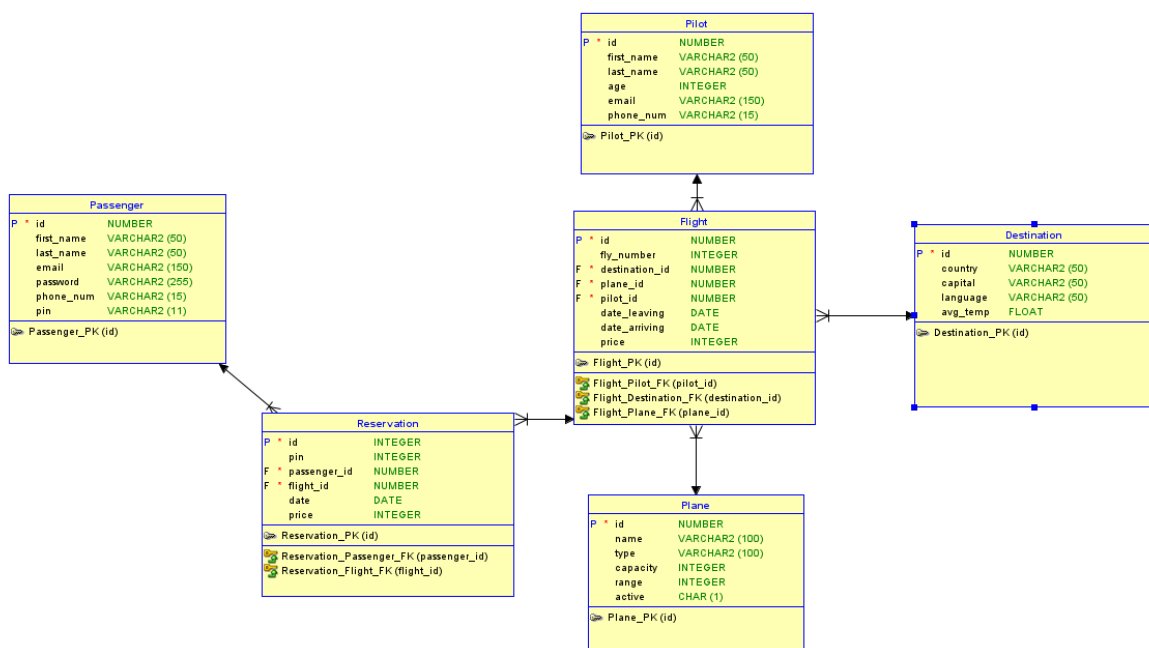 Pilot
P * id NUMBER
first_name VARCHAR2 (50)
last_name VARCHAR2 (50)
age INTEGER
email VARCHAR2 (150)
phone_num VARCHAR2 (15)
Pilot_PK (id)
Passenger
P * id NUMBER
first_name VARCHAR2 (50)
last_name VARCHAR2 (50)
email VARCHAR2 (150)
password VARCHAR2 (255)
phone_num VARCHAR2 (15)
pin VARCHAR2 (11)
Passenger_PK (id)
Flight
P * id NUMBER
fly_number INTEGER
F * destination_id NUMBER
F * plane_id NUMBER
F * pilot_id NUMBER
date_leaving DATE
date_arriving DATE
price INTEGER
Flight_PK (id)
Flight_Pilot_FK (pilot_id)
Flight_Destination_FK (destination_id)
Flight_Plane_FK (plane_id)
Destination
P * id NUMBER
country VARCHAR2 (50)
capital VARCHAR2 (50)
language VARCHAR2 (50)
avg_temp FLOAT
Destination_PK (id)
Reservation
P * id INTEGER
pin INTEGER
F * passenger_id NUMBER
F * flight_id NUMBER
date DATE
price INTEGER
Reservation_PK (id)
Reservation_Passenger_FK (passenger_id)
Reservation_Flight_FK (flight_id)
Plane
P * id NUMBER
name VARCHAR2 (100)
type VARCHAR2 (100)
capacity INTEGER
range INTEGER
active CHAR (1)
Plane_PK (id)